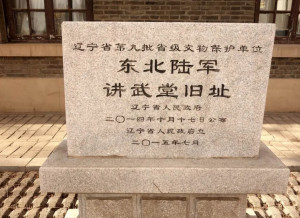 辽宁省第九批省级文物保护单位
东北陆军
讲武堂旧址
辽宁省人民政府
二〇一四年十月十七日公布
辽宁省人民政府立
二〇一五年七月